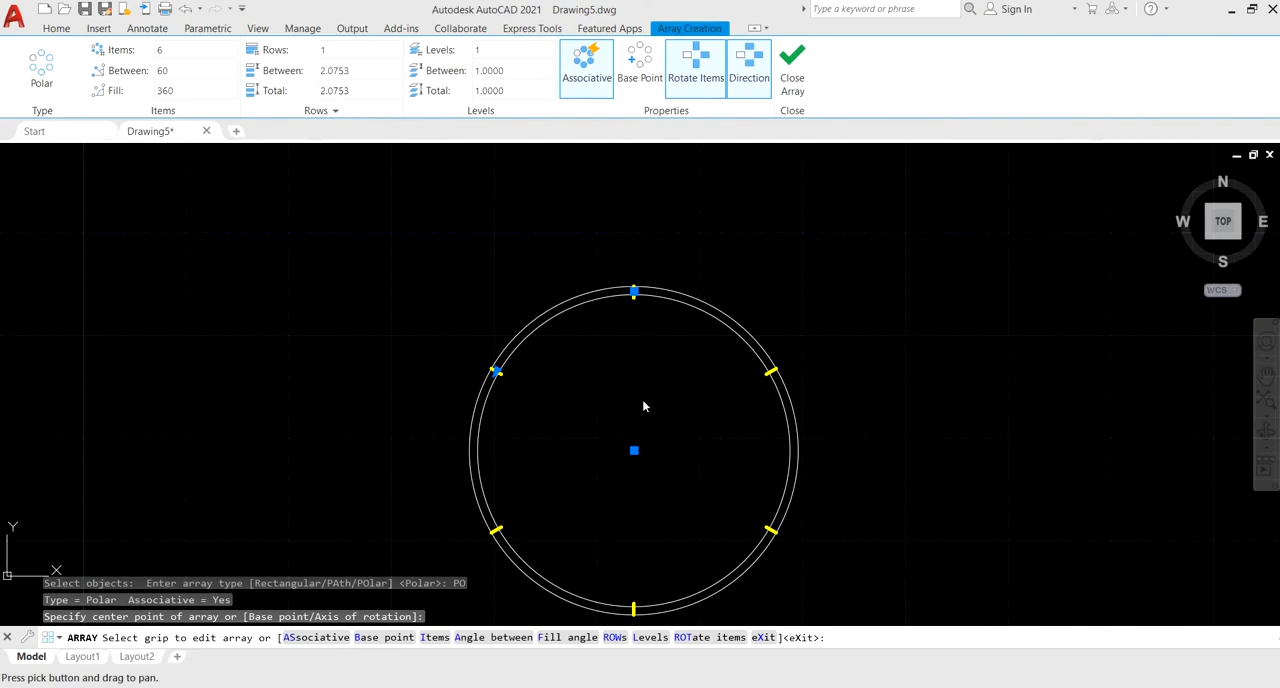 Autodesk AutoCAD 2021 Drawing5.dwg
Type a keyword or phrase
Sign In
Home Insert Annotate Parametric View Manage Output Add-ins Collaborate Express Tools Featured Apps Array Creation
Items: 6 Rows: 1 Levels: 1
Between: 60 Between: 2.0753 Between: 1.0000
Fill: 360 Total: 2.0753 Total: 1.0000
Polar Associative Base Point Rotate Items Direction Close Array
Type Items Rows Levels Properties Close
Start Drawing5*
N
W TOP E
S
WCS
Y
X
Select objects: Enter array type [Rectangular/PAth/POlar] <Polar>: PO
Type = Polar Associative = Yes
Specify center point of array or [Base point/Axis of rotation]:
ARRAY Select grip to edit array or [ASsociative Base point Items Angle between Fill angle ROWs Levels ROTate items eXit]<eXit>:
Model Layout1 Layout2
Press pick button and drag to pan.